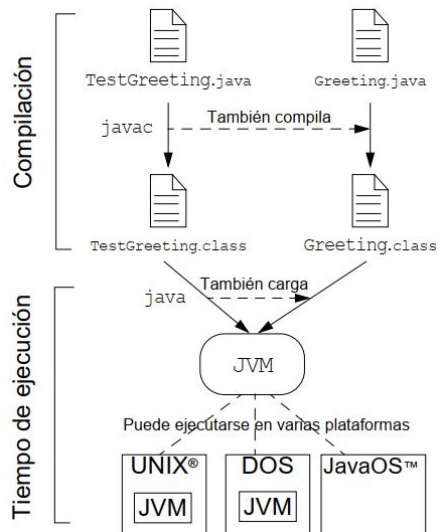 Compilación
TestGreeting.java
Greeting.java
javac
También compila
TestGreeting.class
Greeting.class
Tiempo de ejecución
java
También carga
JVM
Puede ejecutarse en varias plataformas
UNIX®
DOS
JavaOS™
JVM
JVM